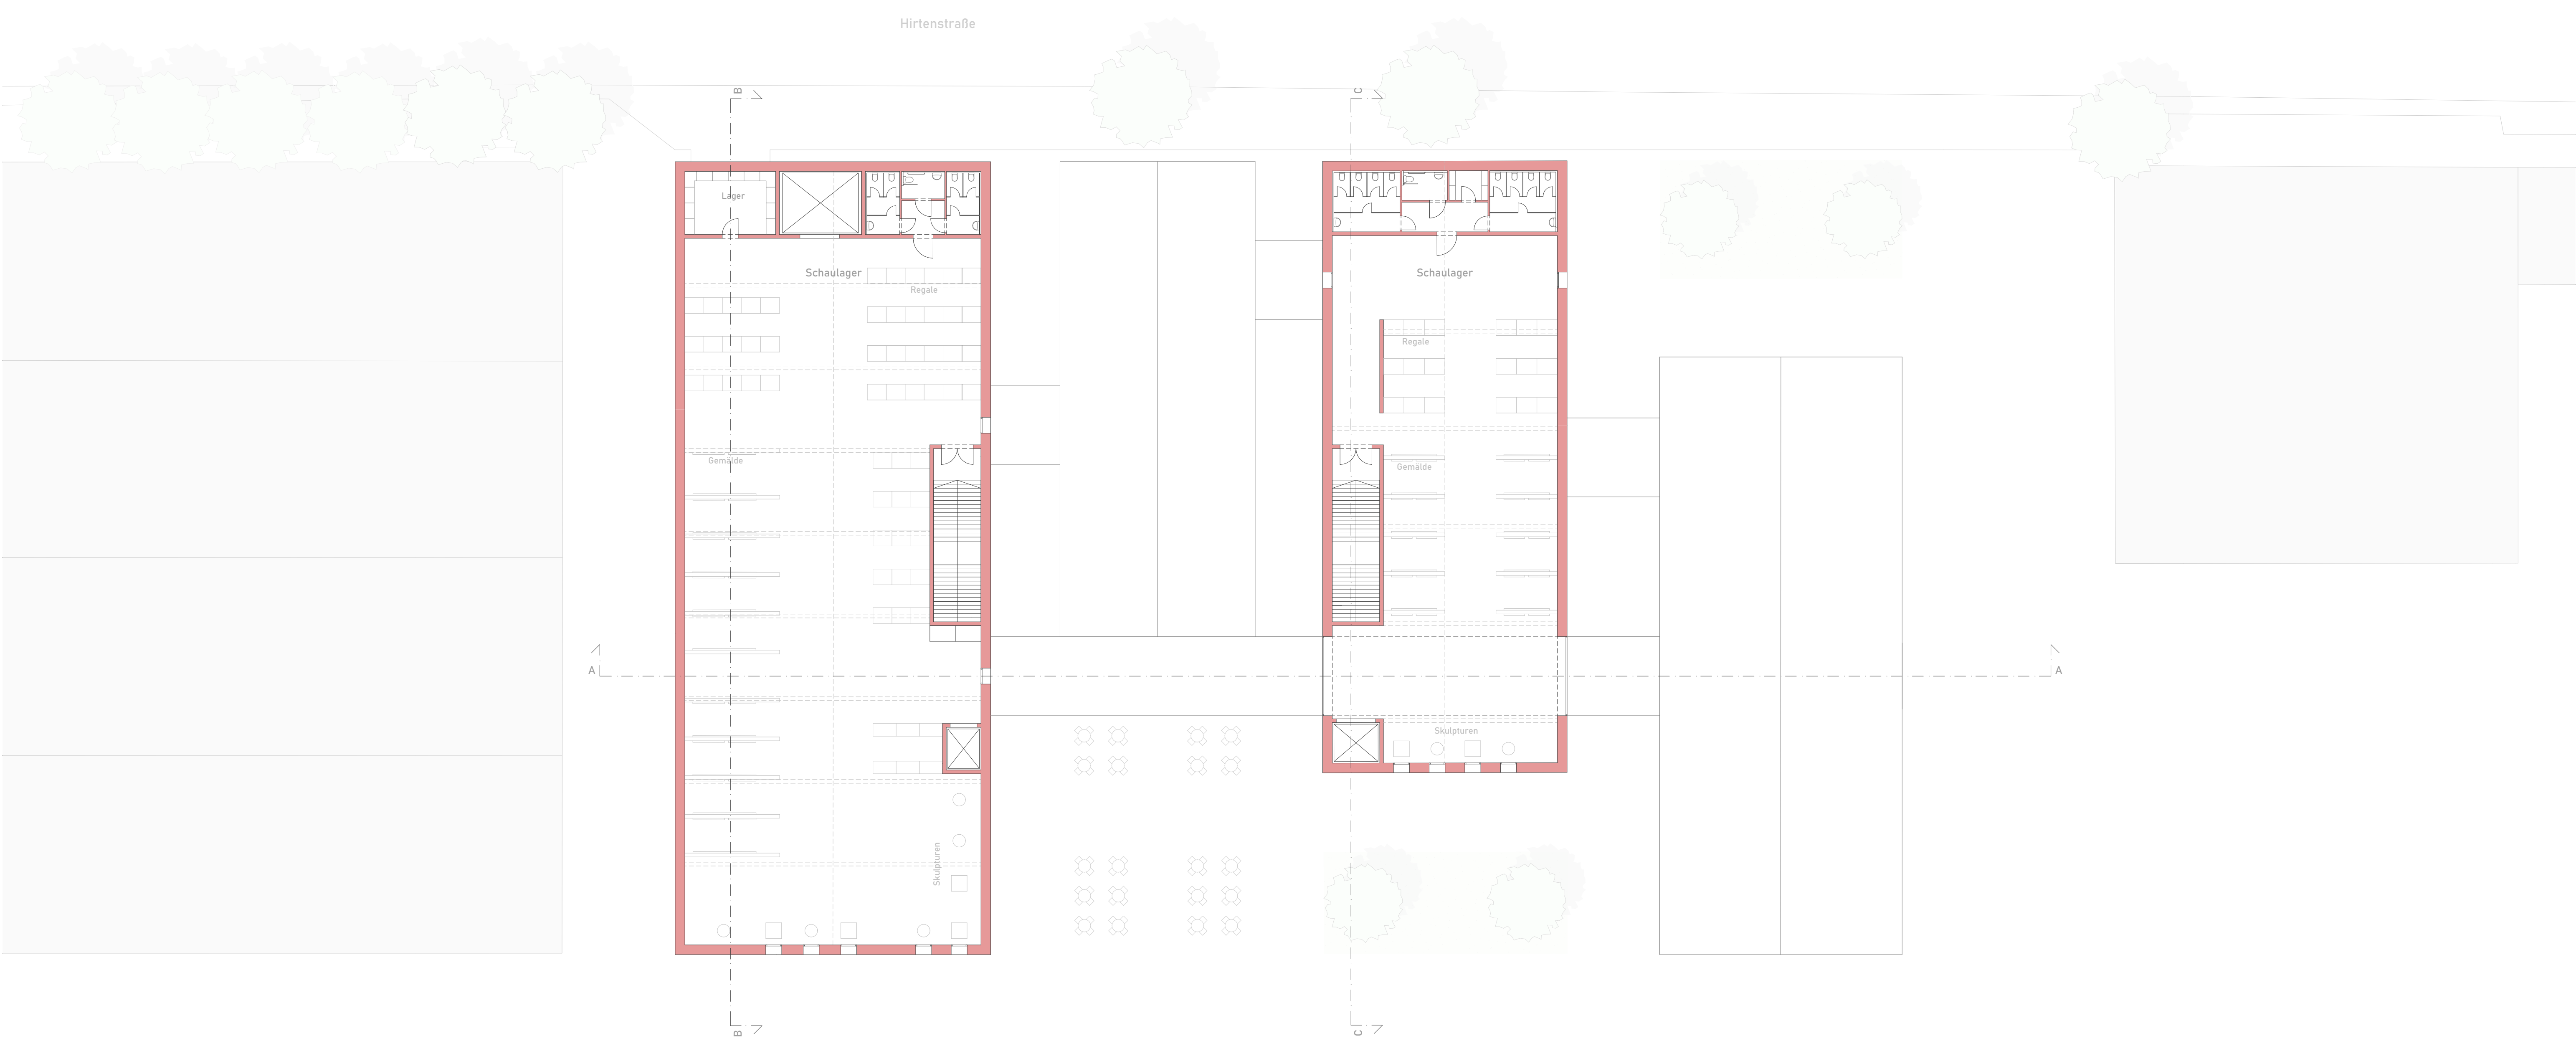 Hirtenstraße
B
C
Lager
Schaulager
Schaulager
Regale
Regale
Gemälde
Gemälde
A
A
Skulpturen
Skulpturen
B
C